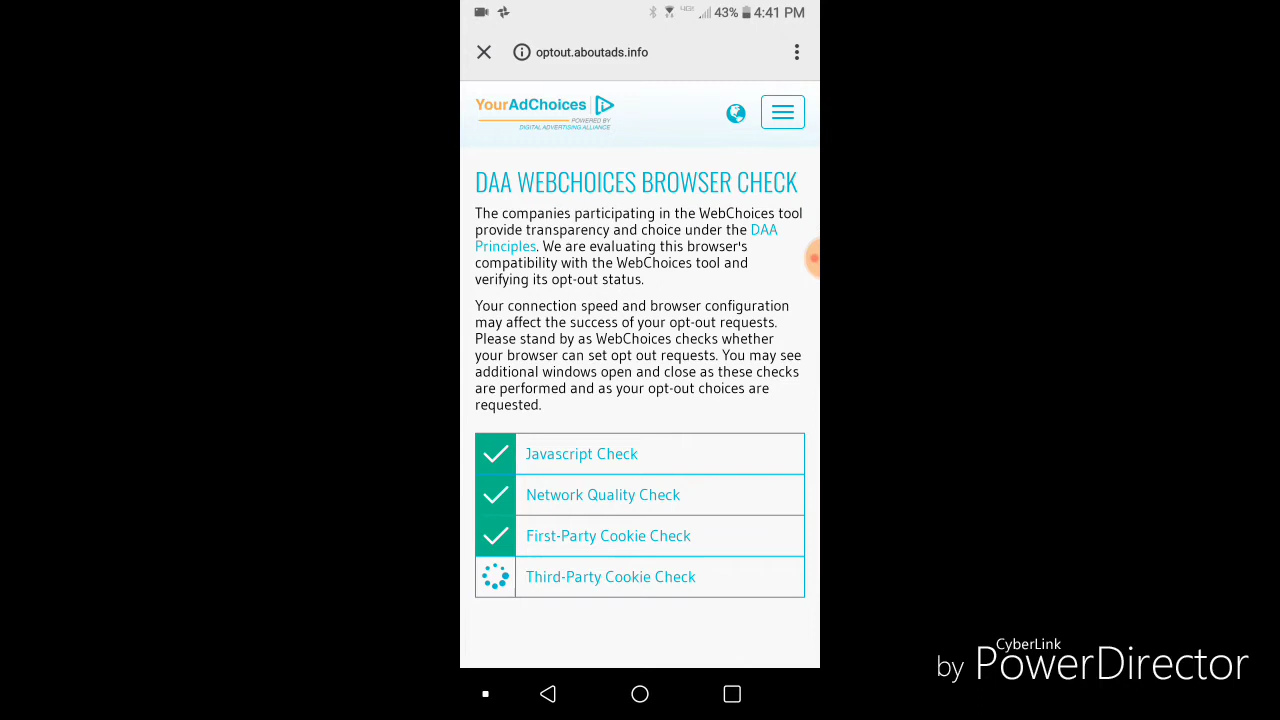 43% 4:41 PM
optout.aboutads.info
YourAdChoices
POWERED BY
DIGITAL ADVERTISING ALLIANCE
DAA WEBCHOICES BROWSER CHECK
The companies participating in the WebChoices tool
provide transparency and choice under the DAA
Principles. We are evaluating this browser's
compatibility with the WebChoices tool and
verifying its opt-out status.
Your connection speed and browser configuration
may affect the success of your opt-out requests.
Please stand by as WebChoices checks whether
your browser can set opt out requests. You may see
additional windows open and close as these checks
are performed and as your opt-out choices are
requested.
Javascript Check
Network Quality Check
First-Party Cookie Check
Third-Party Cookie Check
CyberLink
by PowerDirector